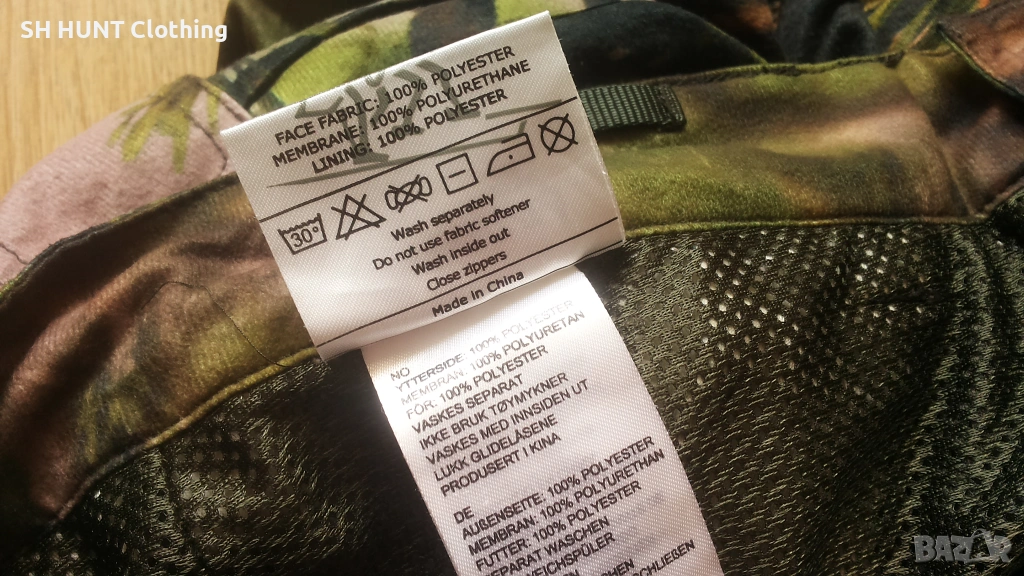 SH HUNT Clothing
FACE FABRIC: 100% POLYESTER
MEMBRANE: 100% POLYURETHANE
LINING: 100% POLYESTER
30°
Wash separately
Do not use fabric softener
Wash inside out
Close zippers
Made in China
NO
YTTERSIDE: 100% POLYESTER
MEMBRAN: 100% POLYURETAN
FÔR: 100% POLYESTER
VASKES SEPARAT
IKKE BRUK TØYMYKNER
VASKES MED INNSIDEN UT
LUKK GLIDELÅSENE
PRODUSERT I KINA
DE
AUßENSEITE: 100% POLYESTER
MEMBRAN: 100% POLYURETHAN
FUTTER: 100% POLYESTER
SEPARAT WASCHEN
WEICHSPÜLER
SCHLIEßEN
BAZAR